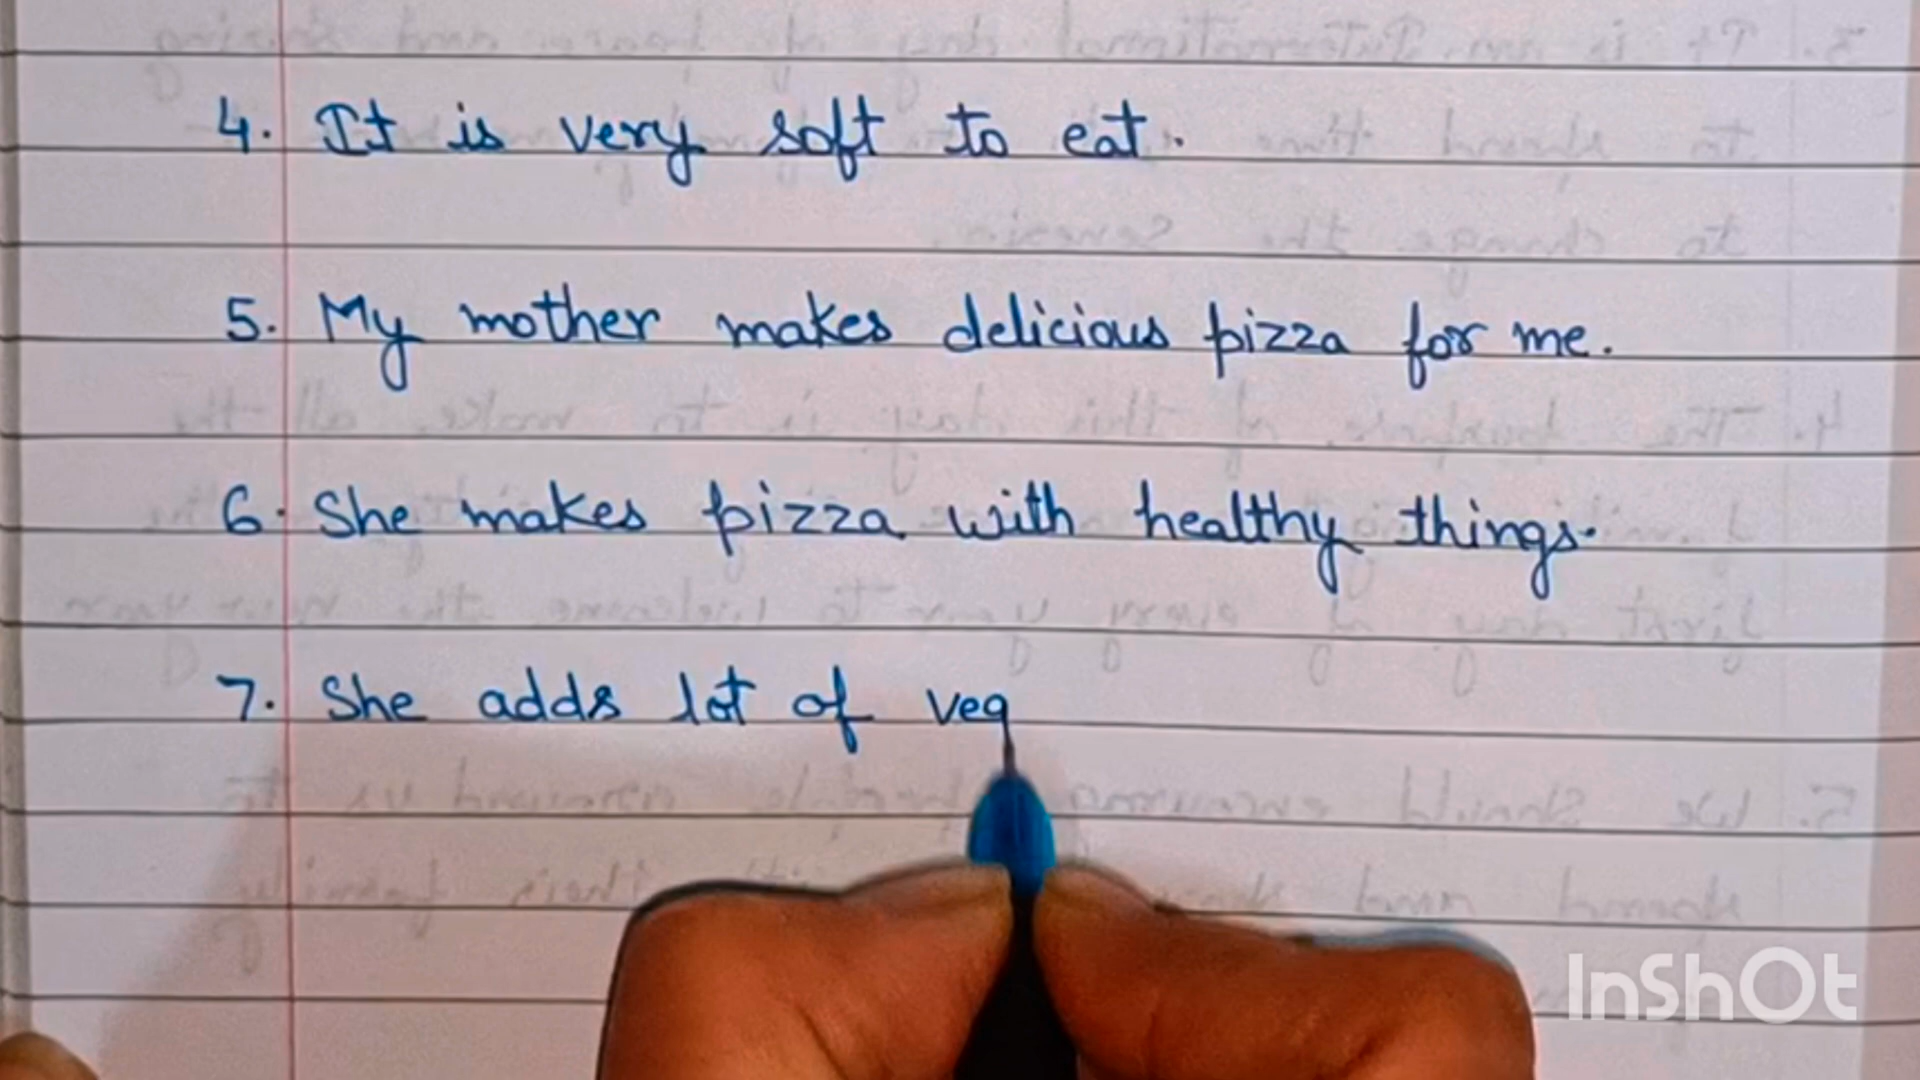 4. It is very soft to eat.
5. My mother makes delicious pizza for me.
6. She makes pizza with healthy things.
7. She adds lot of veg
InShOt